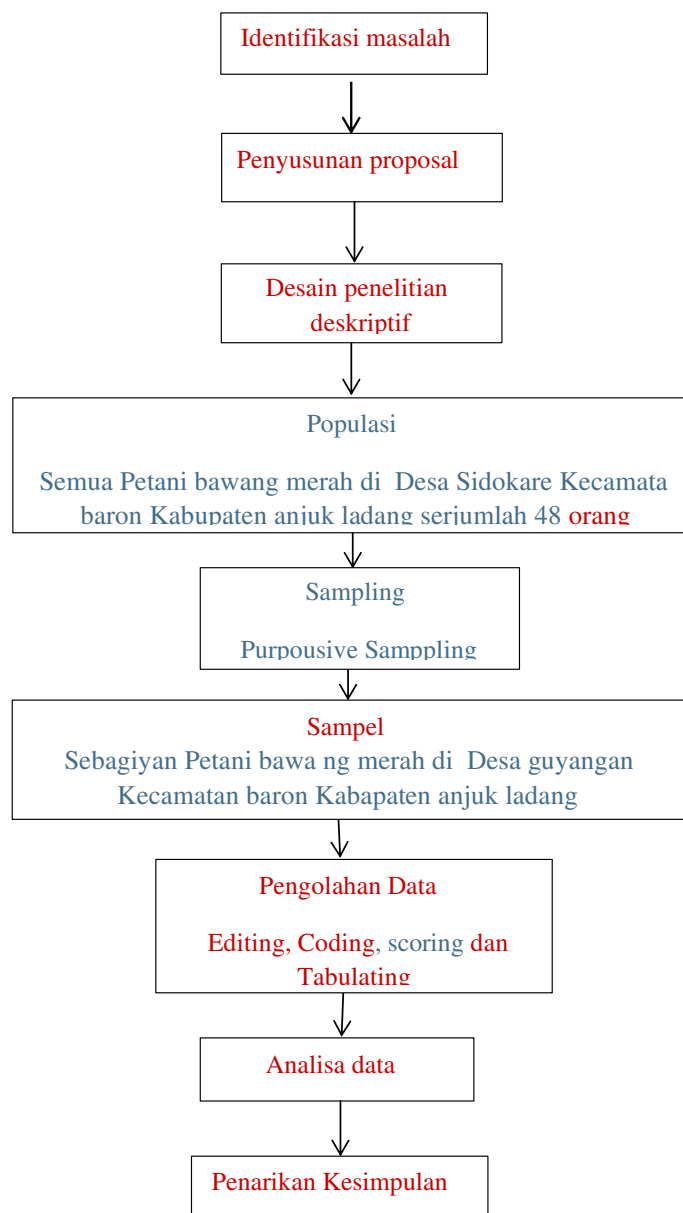 Identifikasi masalah
Penyusunan proposal
Desain penelitian
deskriptif
Populasi
Semua Petani bawang merah di Desa Sidokare Kecamata
baron Kabupaten anjuk ladang serjumlah 48 orang
Sampling
Purpousive Samppling
Sampel
Sebagiyan Petani bawa ng merah di Desa guyangan
Kecamatan baron Kabapaten anjuk ladang
Pengolahan Data
Editing, Coding, scoring dan
Tabulating
Analisa data
Penarikan Kesimpulan